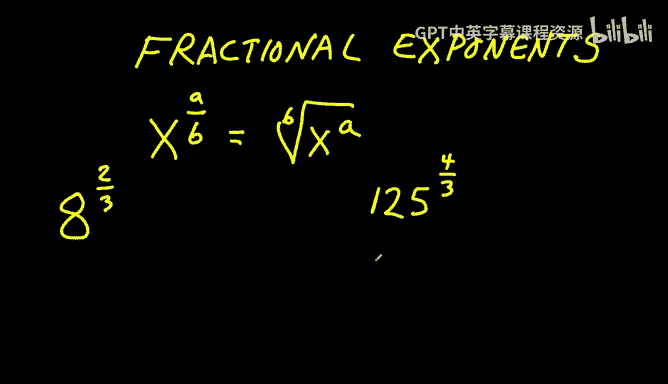 GPT中英字幕课程资源 bilibili
FRACTIONAL EXPONENTS
x^(a/b) = ᵇ√(x^a)
8^(2/3)
125^(4/3)